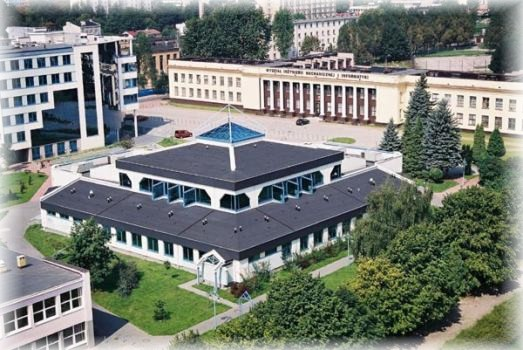 WYDZIAŁ INŻYNIERII MECHANICZNEJ I INFORMATYKI